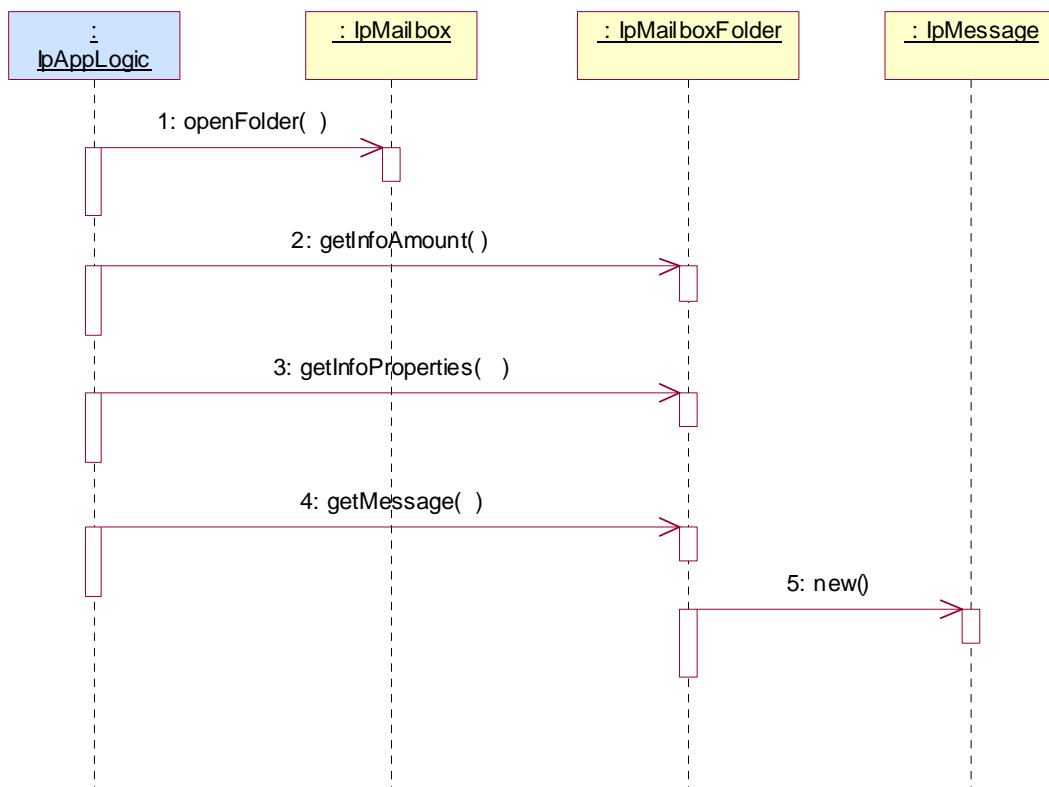 :
IpAppLogic
: IpMailbox
: IpMailboxFolder
: IpMessage
1: openFolder( )
2: getInfoAmount( )
3: getInfoProperties( )
4: getMessage( )
5: new()